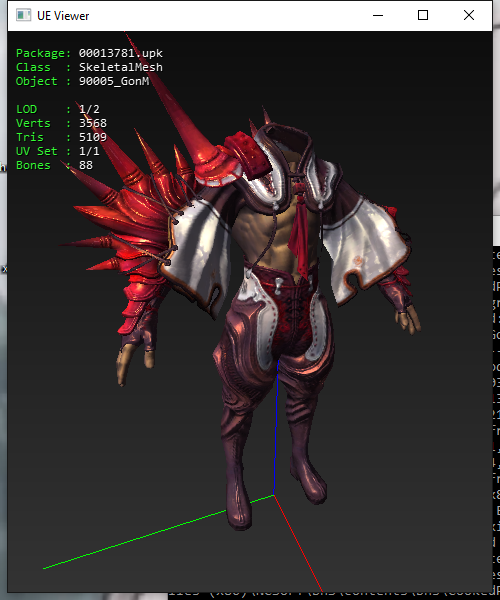 UE Viewer
Package: 00013781.upk
Class : SkeletalMesh
Object : 90005_GonM
LOD : 1/2
Verts : 3568
Tris : 5109
UV Set : 1/1
Bones : 88